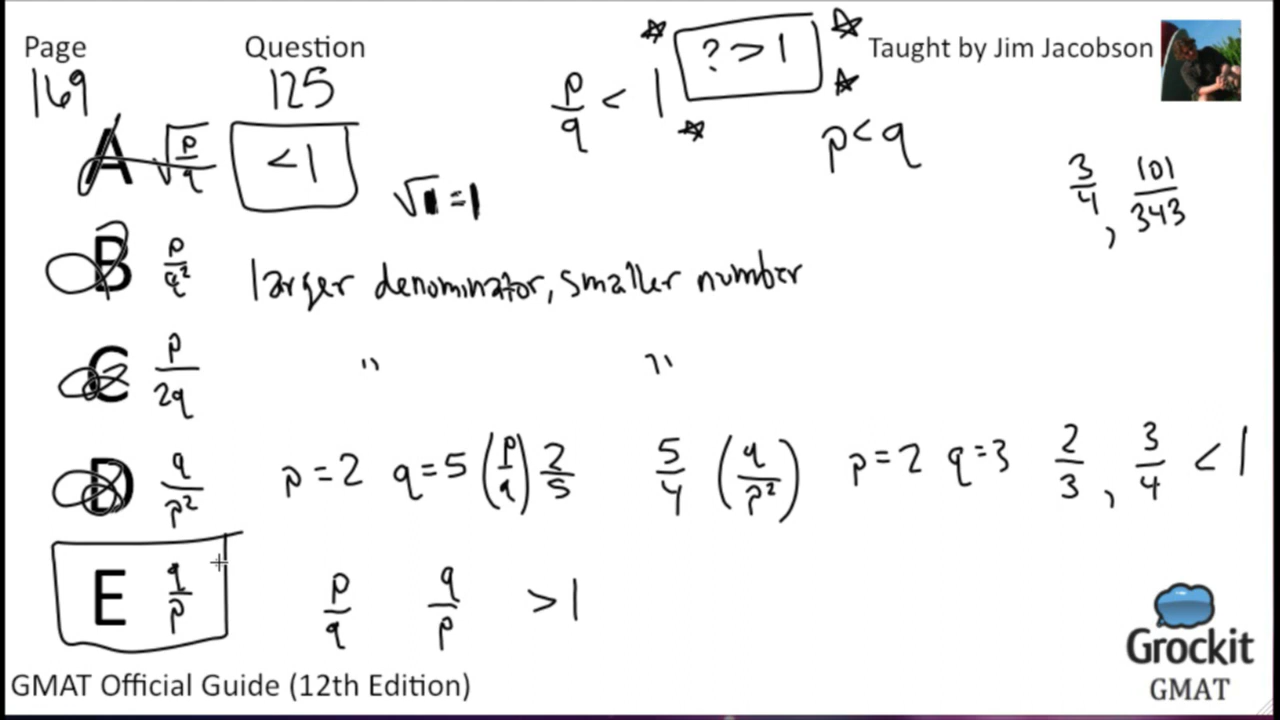 Page Question Taught by Jim Jacobson
169 125 p/q < 1 ? > 1
p < q
3/4, 101/343
A √(p/q) < 1
√1 = 1
B p/q² larger denominator, smaller number
C p/2q " "
D q/p² p = 2 q = 5 (p/q) 2/5 5/4 (q/p²) p = 2 q = 3 2/3, 3/4 < 1
E q/p p/q q/p > 1
Grockit
GMAT
GMAT Official Guide (12th Edition)